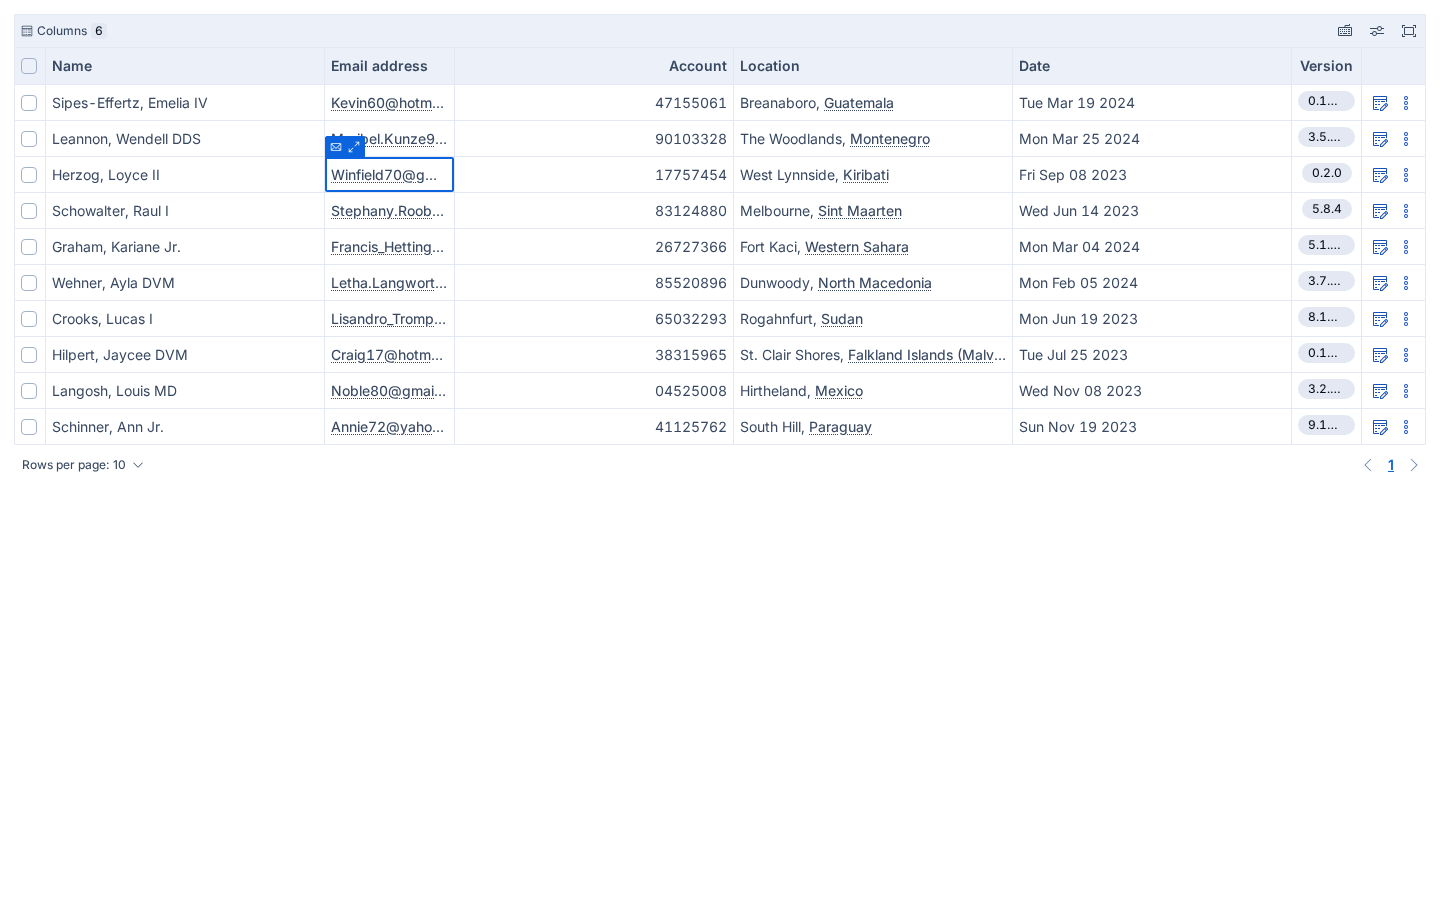 Columns 6
Name Email address Account Location Date Version
Sipes-Effertz, Emelia IV Kevin60@hotm... 47155061 Breanaboro, Guatemala Tue Mar 19 2024 0.1...
Leannon, Wendell DDS 90103328 The Woodlands, Montenegro Mon Mar 25 2024 3.5....
Herzog, Loyce II Winfield70@g... 17757454 West Lynnside, Kiribati Fri Sep 08 2023 0.2.0
Schowalter, Raul I Stephany.Roob... 83124880 Melbourne, Sint Maarten Wed Jun 14 2023 5.8.4
Graham, Kariane Jr. Francis_Hetting... 26727366 Fort Kaci, Western Sahara Mon Mar 04 2024 5.1....
Wehner, Ayla DVM Letha.Langwort... 85520896 Dunwoody, North Macedonia Mon Feb 05 2024 3.7....
Crooks, Lucas I Lisandro_Tromp... 65032293 Rogahnfurt, Sudan Mon Jun 19 2023 8.1...
Hilpert, Jaycee DVM Craig17@hotm... 38315965 St. Clair Shores, Falkland Islands (Malv... Tue Jul 25 2023 0.1...
Langosh, Louis MD Noble80@gmai... 04525008 Hirtheland, Mexico Wed Nov 08 2023 3.2....
Schinner, Ann Jr. Annie72@yaho... 41125762 South Hill, Paraguay Sun Nov 19 2023 9.1...
Rows per page: 10 1